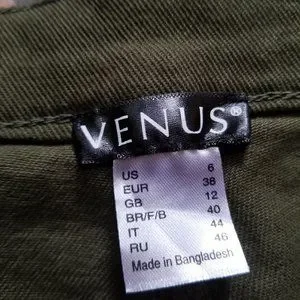 VENUS®
US 6
EUR 38
GB 12
BR/F/B 40
IT 44
RU 46
Made in Bangladesh